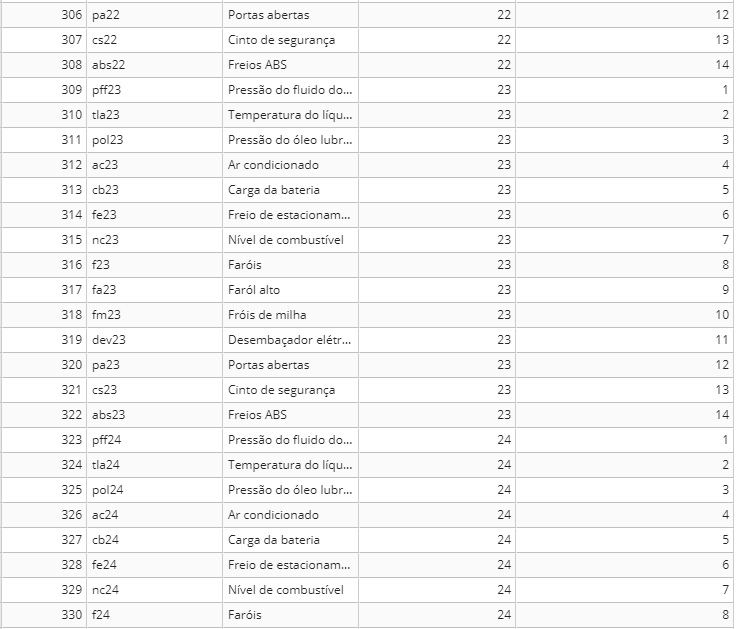 306 pa22 Portas abertas 22 12
307 cs22 Cinto de segurança 22 13
308 abs22 Freios ABS 22 14
309 pff23 Pressão do fluido do... 23 1
310 tla23 Temperatura do líqu... 23 2
311 pol23 Pressão do óleo lubr... 23 3
312 ac23 Ar condicionado 23 4
313 cb23 Carga da bateria 23 5
314 fe23 Freio de estacionam... 23 6
315 nc23 Nível de combustível 23 7
316 f23 Faróis 23 8
317 fa23 Faról alto 23 9
318 fm23 Fróis de milha 23 10
319 dev23 Desembaçador elétr... 23 11
320 pa23 Portas abertas 23 12
321 cs23 Cinto de segurança 23 13
322 abs23 Freios ABS 23 14
323 pff24 Pressão do fluido do... 24 1
324 tla24 Temperatura do líqu... 24 2
325 pol24 Pressão do óleo lubr... 24 3
326 ac24 Ar condicionado 24 4
327 cb24 Carga da bateria 24 5
328 fe24 Freio de estacionam... 24 6
329 nc24 Nível de combustível 24 7
330 f24 Faróis 24 8